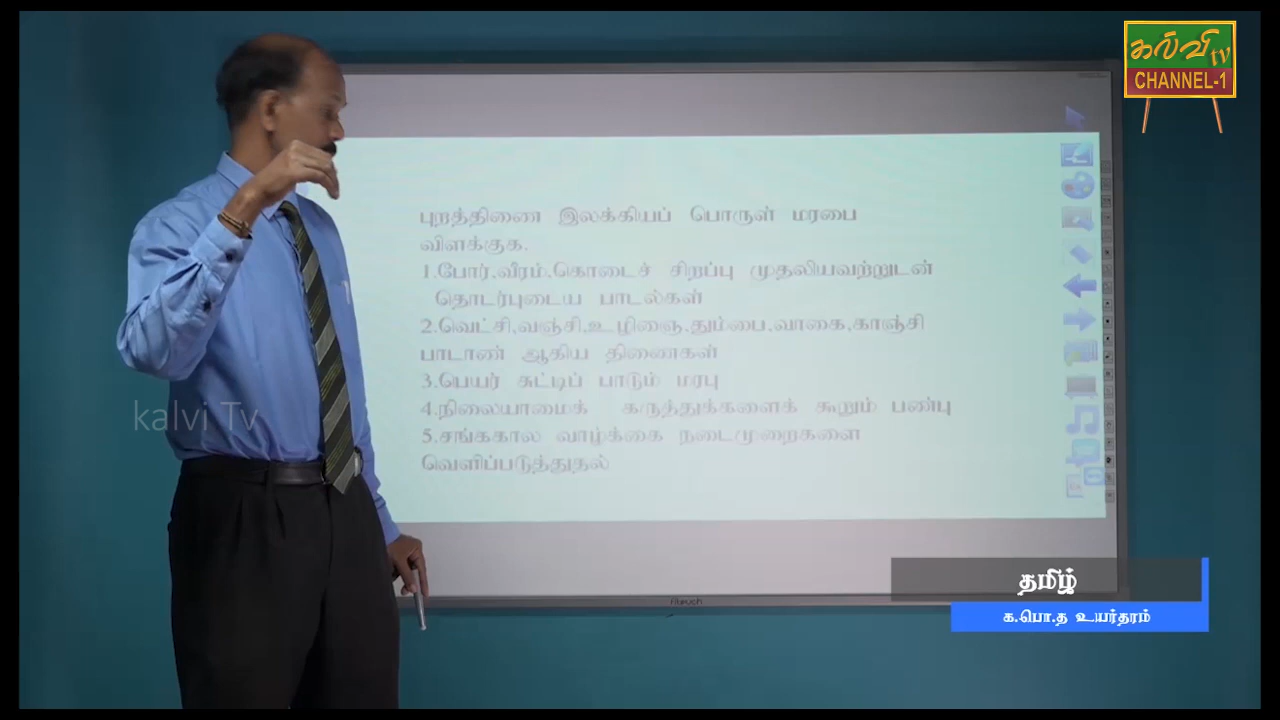 கல்வி TV
CHANNEL-1
புறத்திணை இலக்கியப் பொருள் மரபை
விளக்குக.
1.போர்.வீரம்.கொடைச் சிறப்பு முதலியவற்றுடன்
தொடர்புடைய பாடல்கள்
2.வெட்சி,வஞ்சி,உழிஞை.தும்பை,வாகை,காஞ்சி
பாடாண் ஆகிய திணைகள்
3.பெயர் சுட்டிப் பாடும் மரபு
4.நிலையாமைக் கருத்துக்களைக் கூறும் பண்பு
5.சங்ககால வாழ்க்கை நடைமுறைகளை
வெளிப்படுத்துதல்
kalvi Tv
தமிழ்
க.பொ.த உயர்தரம்